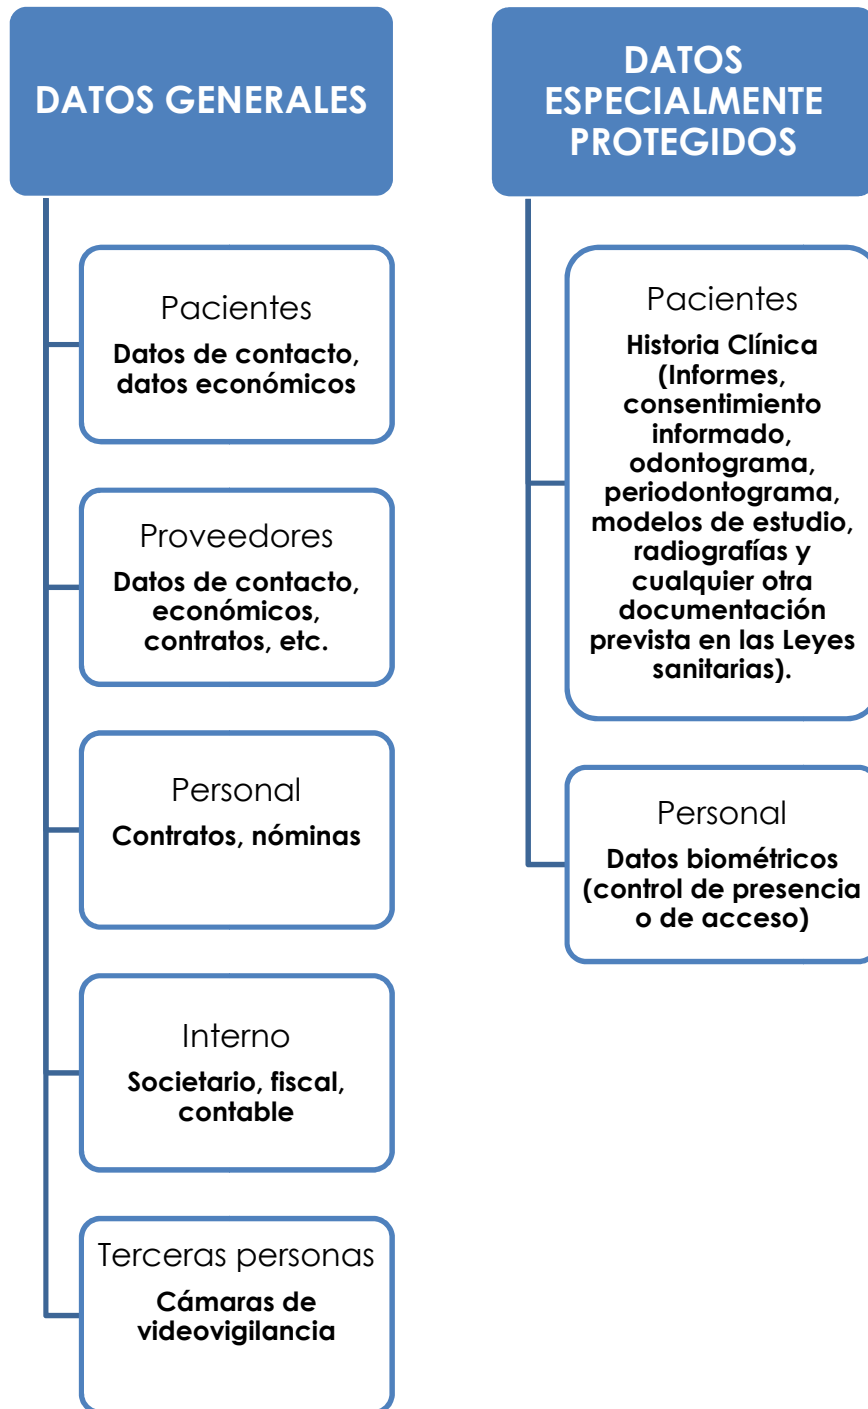 DATOS GENERALES
Pacientes
Datos de contacto,
datos económicos
Proveedores
Datos de contacto,
económicos,
contratos, etc.
Personal
Contratos, nóminas
Interno
Societario, fiscal,
contable
Terceras personas
Cámaras de
videovigilancia
DATOS
ESPECIALMENTE
PROTEGIDOS
Pacientes
Historia Clínica
(Informes,
consentimiento
informado,
odontograma,
periodontograma,
modelos de estudio,
radiografías y
cualquier otra
documentación
prevista en las Leyes
sanitarias).
Personal
Datos biométricos
(control de presencia
o de acceso)